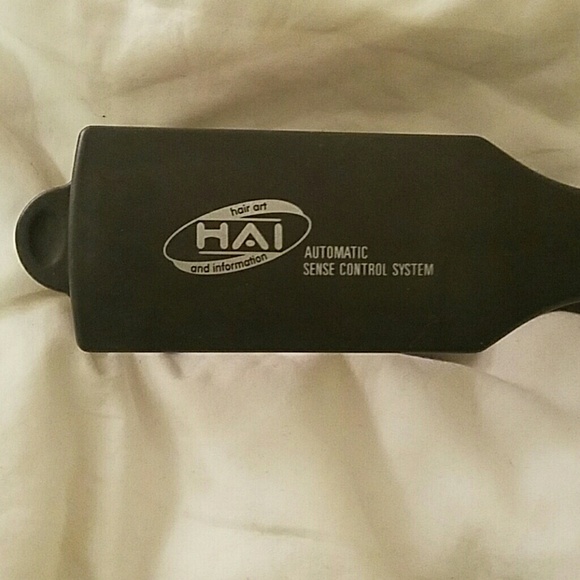 hair art
HAI
and information
AUTOMATIC
SENSE CONTROL SYSTEM